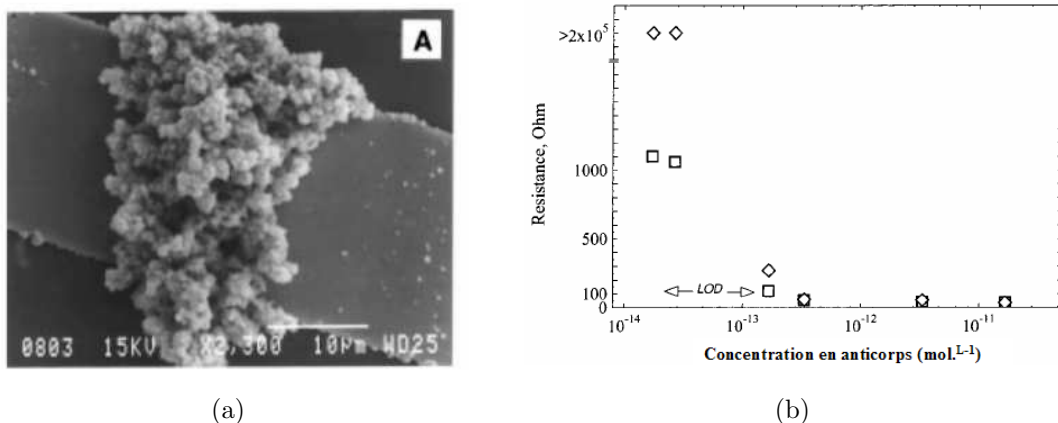 A
0803 15KV X2,300 10µm WD25
(a)
Resistance, Ohm
>2x10⁵
1000
500
100
0
LOD
10⁻¹⁴ 10⁻¹³ 10⁻¹² 10⁻¹¹
Concentration en anticorps (mol.L⁻¹)
(b)